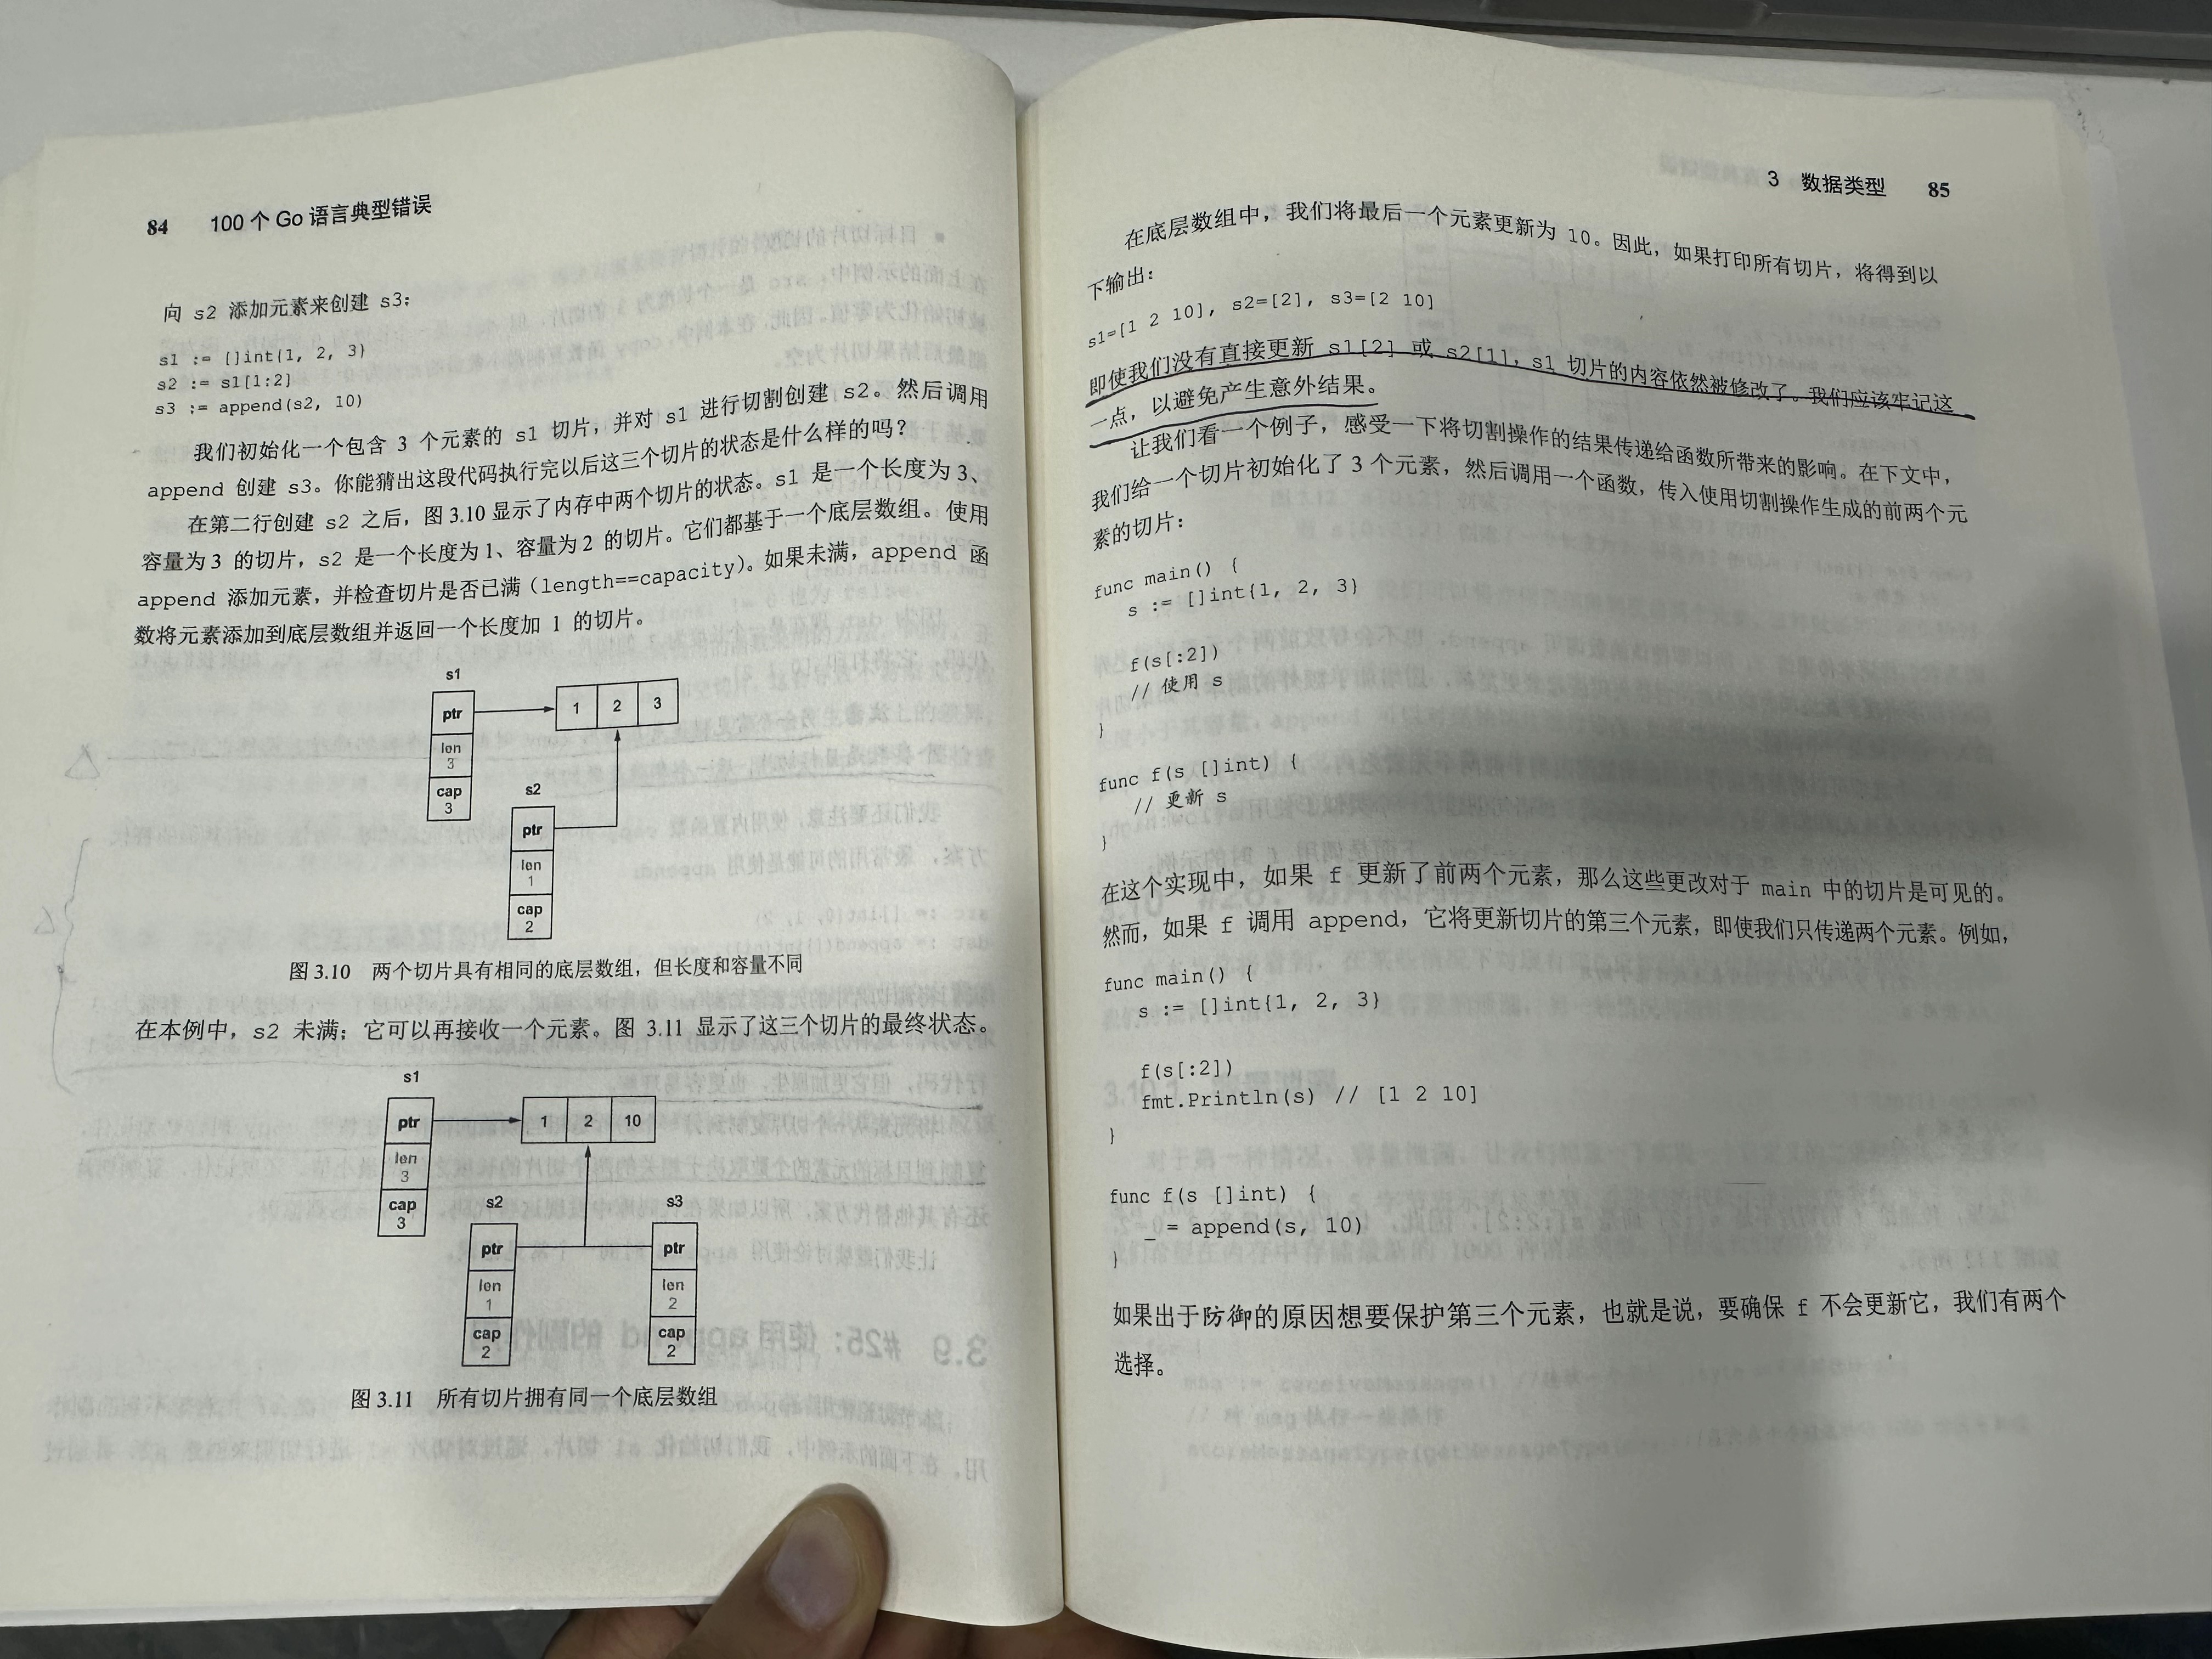 84 100 个 Go 语言典型错误
向 s2 添加元素来创建 s3:
s1 := []int{1, 2, 3}
s2 := s1[1:2]
s3 := append(s2, 10)
我们初始化一个包含 3 个元素的 s1 切片，并对 s1 进行切割创建 s2。然后调用
append 创建 s3。你能猜出这段代码执行完以后这三个切片的状态是什么样的吗？
在第二行创建 s2 之后，图 3.10 显示了内存中两个切片的状态。s1 是一个长度为 3、
容量为 3 的切片，s2 是一个长度为 1、容量为 2 的切片。它们都基于一个底层数组。使用
append 添加元素，并检查切片是否已满（length==capacity）。如果未满，append 函
数将元素添加到底层数组并返回一个长度加 1 的切片。
s1
ptr
1 2 3
len
3
cap
3
s2
ptr
len
1
cap
2
图 3.10 两个切片具有相同的底层数组，但长度和容量不同
在本例中，s2 未满；它可以再接收一个元素。图 3.11 显示了这三个切片的最终状态。
s1
ptr
1 2 10
len
3
cap
3
s2 s3
ptr ptr
len len
1 2
cap cap
2 2
图 3.11 所有切片拥有同一个底层数组
3 数据类型 85
在底层数组中，我们将最后一个元素更新为 10。因此，如果打印所有切片，将得到以
下输出：
s1=[1 2 10], s2=[2], s3=[2 10]
即使我们没有直接更新 s1[2] 或 s2[1]，s1 切片的内容依然被修改了。我们应该牢记这
一点，以避免产生意外结果。
让我们看一个例子，感受一下将切割操作的结果传递给函数所带来的影响。在下文中，
我们给一个切片初始化了 3 个元素，然后调用一个函数，传入使用切割操作生成的前两个元
素的切片：
func main() {
s := []int{1, 2, 3}
f(s[:2])
// 使用 s
}
func f(s []int) {
// 更新 s
}
在这个实现中，如果 f 更新了前两个元素，那么这些更改对于 main 中的切片是可见的。
然而，如果 f 调用 append，它将更新切片的第三个元素，即使我们只传递两个元素。例如，
func main() {
s := []int{1, 2, 3}
f(s[:2])
fmt.Println(s) // [1 2 10]
}
func f(s []int) {
_ = append(s, 10)
}
如果出于防御的原因想要保护第三个元素，也就是说，要确保 f 不会更新它，我们有两个
选择。